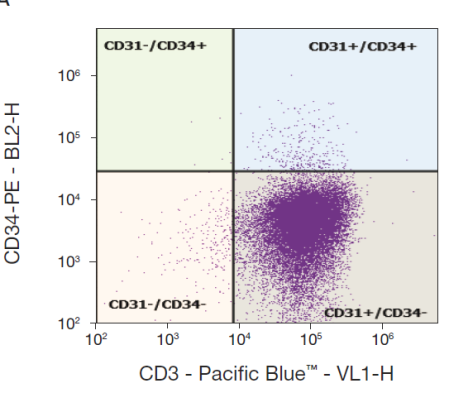 A
CD31-/CD34+
CD31+/CD34+
10⁶
10⁵
10⁴
10³
10²
CD34-PE - BL2-H
CD31-/CD34-
CD31+/CD34-
10² 10³ 10⁴ 10⁵ 10⁶
CD3 - Pacific Blue™ - VL1-H